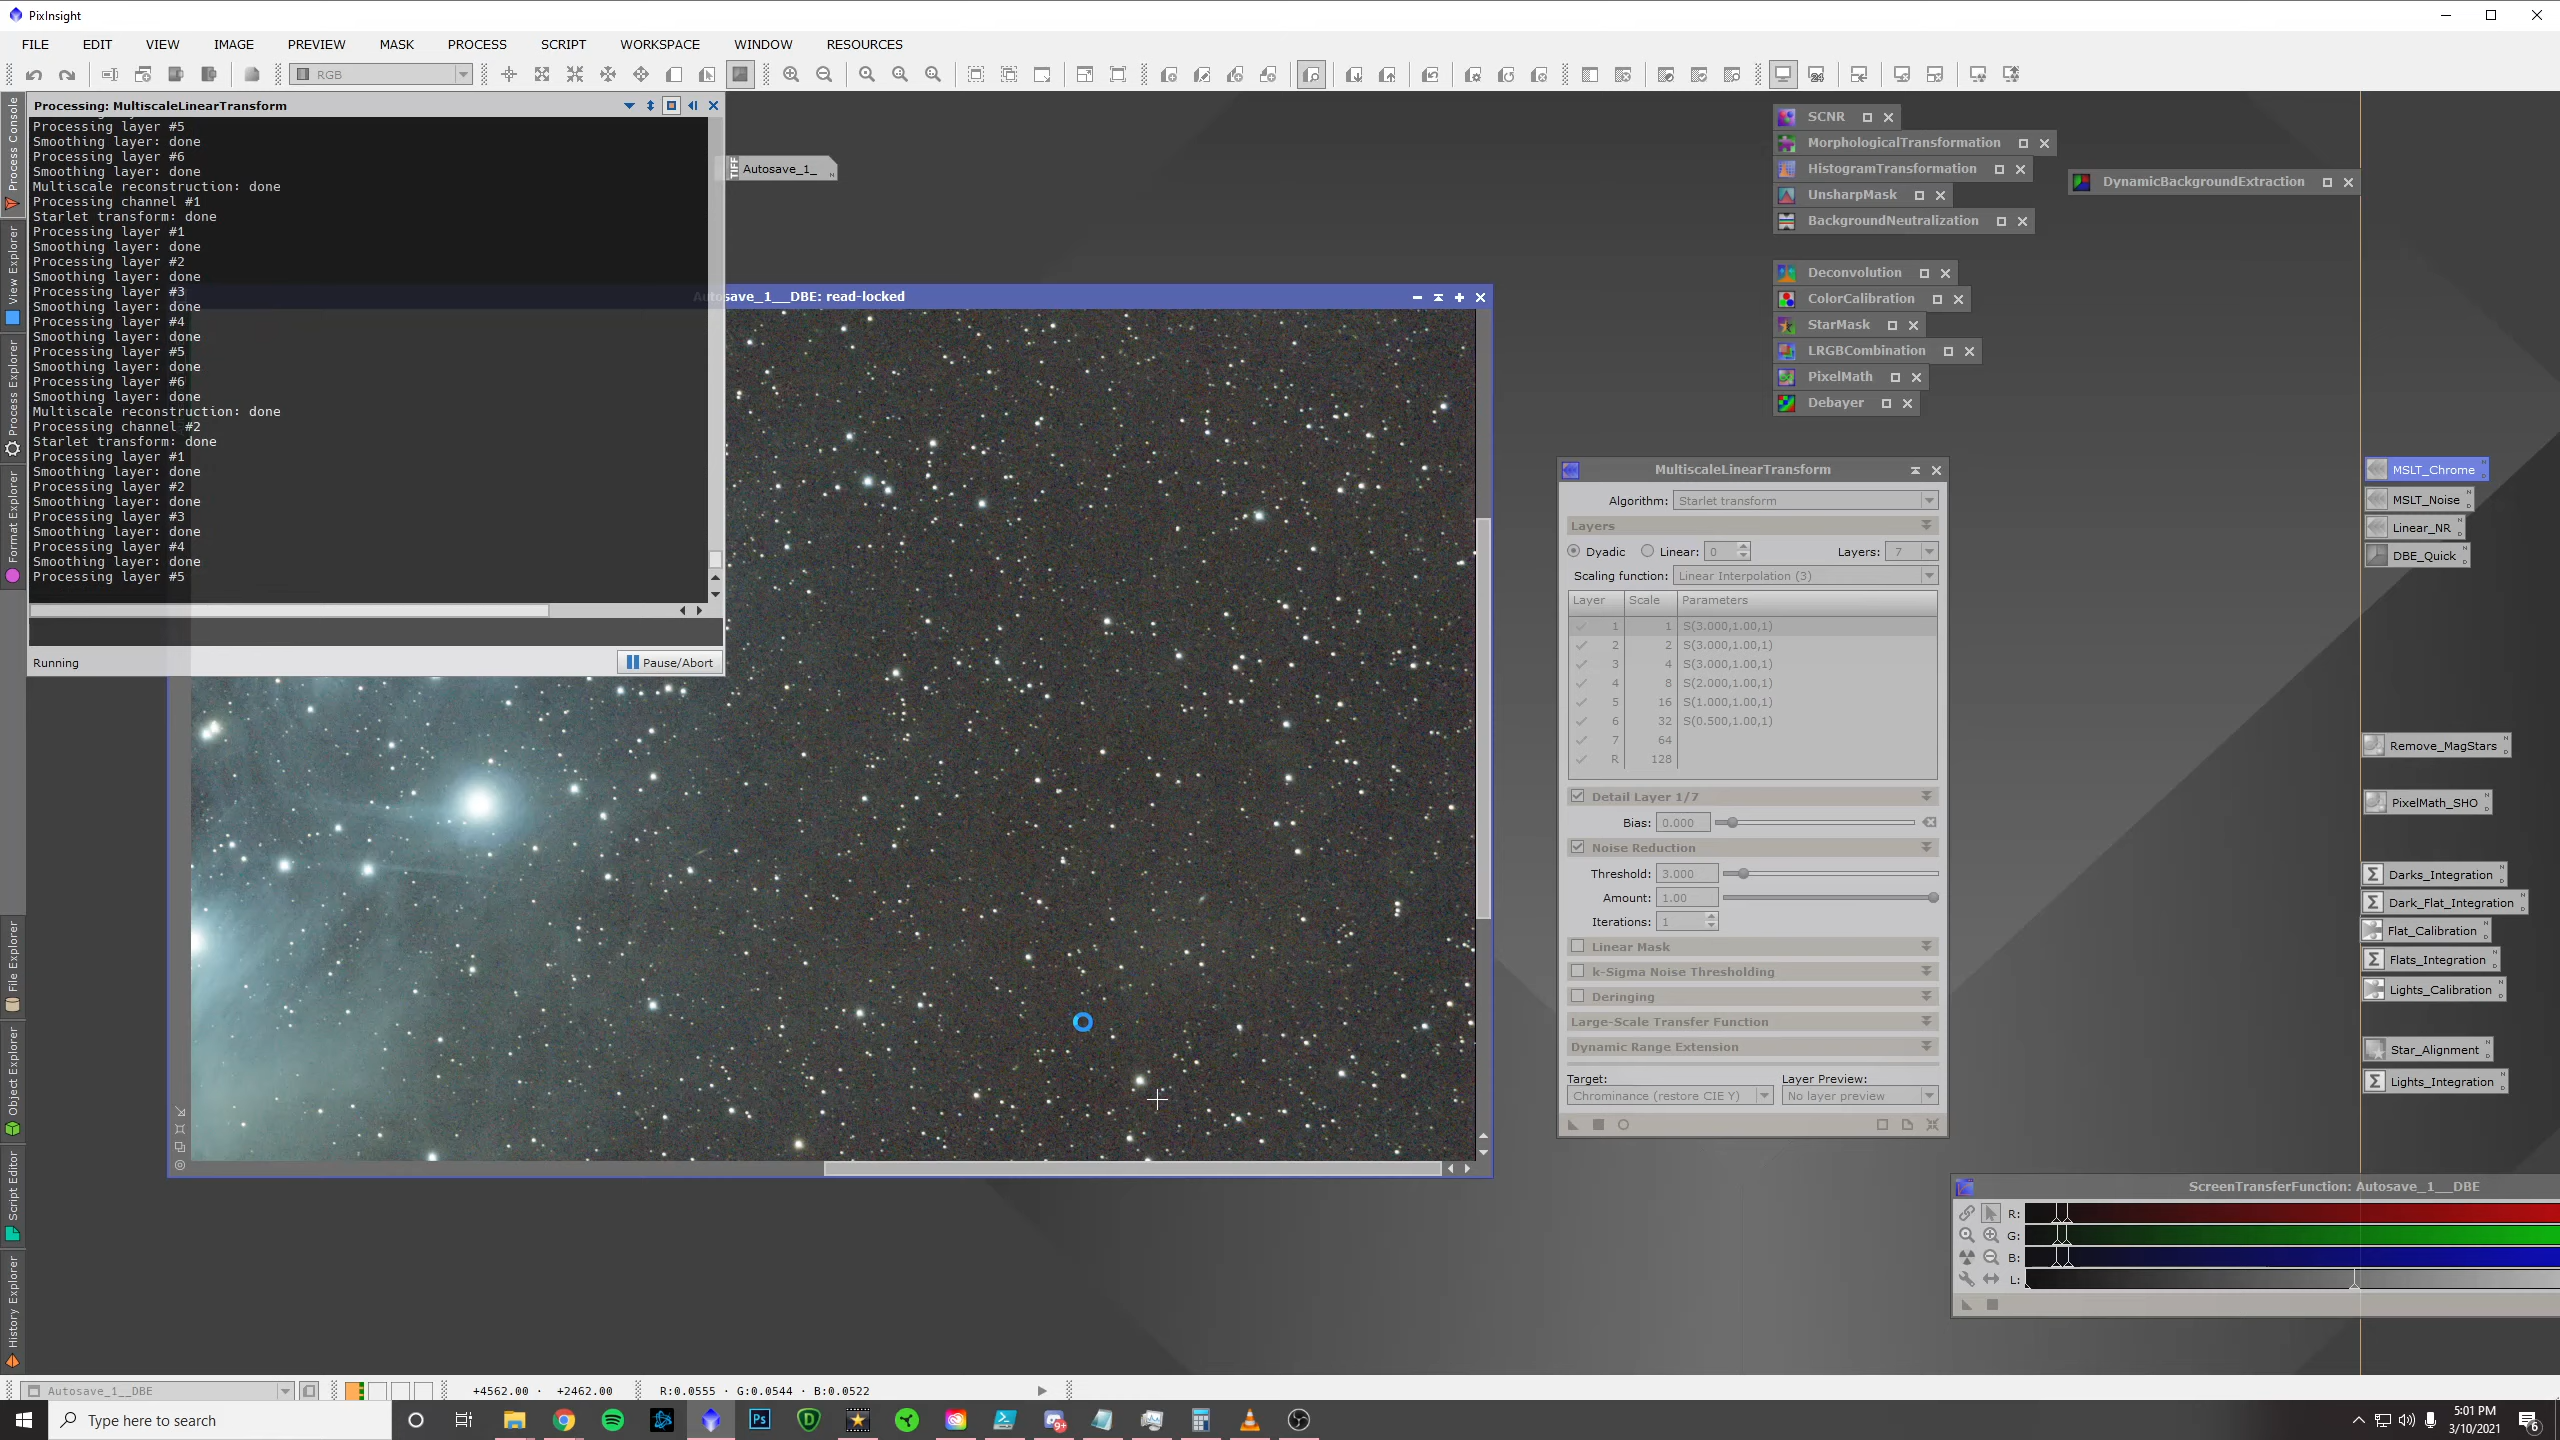 PixInsight
FILE EDIT VIEW IMAGE PREVIEW MASK PROCESS SCRIPT WORKSPACE WINDOW RESOURCES
RGB
Processing: MultiscaleLinearTransform
Processing layer #5
Smoothing layer: done
Processing layer #6
Smoothing layer: done
Multiscale reconstruction: done
Processing channel #1
Starlet transform: done
Processing layer #1
Smoothing layer: done
Processing layer #2
Smoothing layer: done
Processing layer #3
Smoothing layer: done
Processing layer #4
Smoothing layer: done
Processing layer #5
Smoothing layer: done
Processing layer #6
Smoothing layer: done
Multiscale reconstruction: done
Processing channel #2
Starlet transform: done
Processing layer #1
Smoothing layer: done
Processing layer #2
Smoothing layer: done
Processing layer #3
Smoothing layer: done
Processing layer #4
Smoothing layer: done
Processing layer #5
Running
Pause/Abort
Process Console
View Explorer
Process Explorer
Format Explorer
File Explorer
Object Explorer
Script Editor
History Explorer
TIFF
Autosave_1_
Autosave_1__DBE: read-locked
SCNR
MorphologicalTransformation
HistogramTransformation
UnsharpMask
BackgroundNeutralization
DynamicBackgroundExtraction
Deconvolution
ColorCalibration
StarMask
LRGBCombination
PixelMath
Debayer
MultiscaleLinearTransform
Algorithm: Starlet transform
Layers
Dyadic Linear: 0 Layers: 7
Scaling function: Linear Interpolation (3)
Layer Scale Parameters
1 1 S(3.000,1.00,1)
2 2 S(3.000,1.00,1)
3 4 S(3.000,1.00,1)
4 8 S(2.000,1.00,1)
5 16 S(1.000,1.00,1)
6 32 S(0.500,1.00,1)
7 64
R 128
Detail Layer 1/7
Bias: 0.000
Noise Reduction
Threshold: 3.000
Amount: 1.00
Iterations: 1
Linear Mask
k-Sigma Noise Thresholding
Deringing
Large-Scale Transfer Function
Dynamic Range Extension
Target: Layer Preview:
Chrominance (restore CIE Y) No layer preview
MSLT_Chrome
MSLT_Noise
Linear_NR
DBE_Quick
Remove_MagStars
PixelMath_SHO
Darks_Integration
Dark_Flat_Integration
Flat_Calibration
Flats_Integration
Lights_Calibration
Star_Alignment
Lights_Integration
ScreenTransferFunction: Autosave_1__DBE
R:
G:
B:
L:
Autosave_1__DBE
+4562.00 · +2462.00
R:0.0555 · G:0.0544 · B:0.0522
Type here to search
Ps
9+
5:01 PM
3/10/2021
6